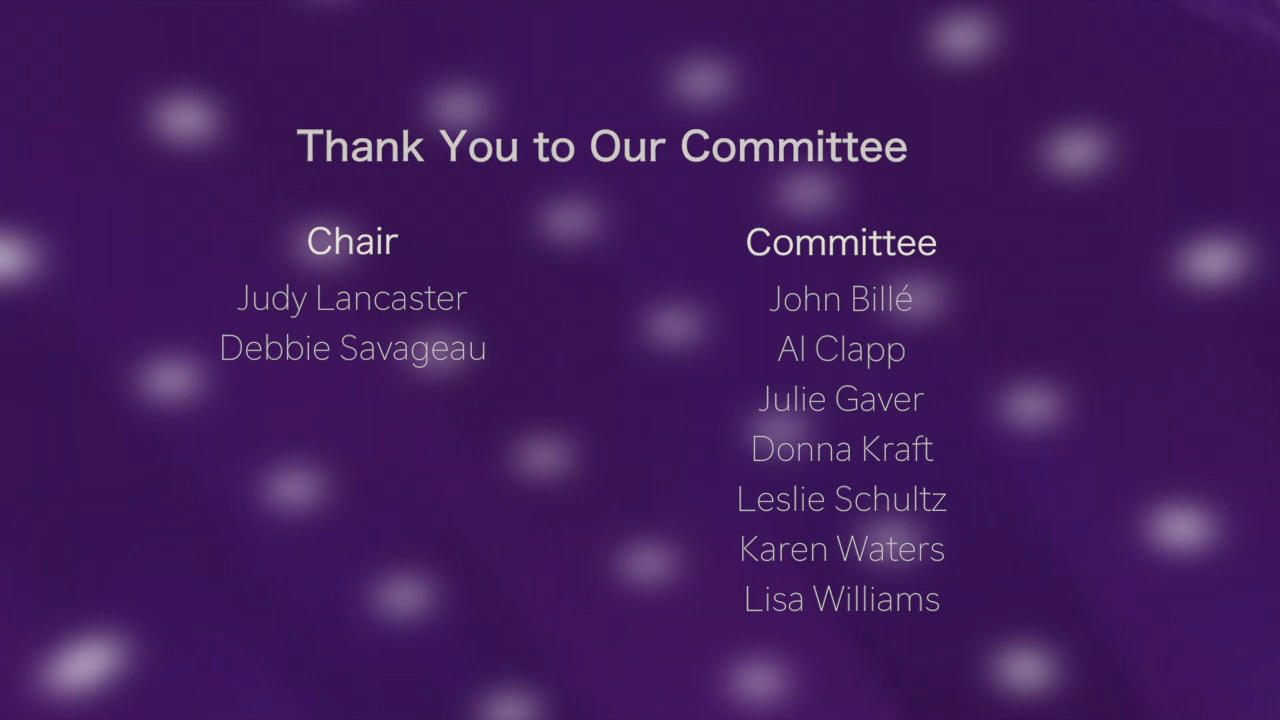 Thank You to Our Committee
Chair
Judy Lancaster
Debbie Savageau
Committee
John Billé
Al Clapp
Julie Gaver
Donna Kraft
Leslie Schultz
Karen Waters
Lisa Williams